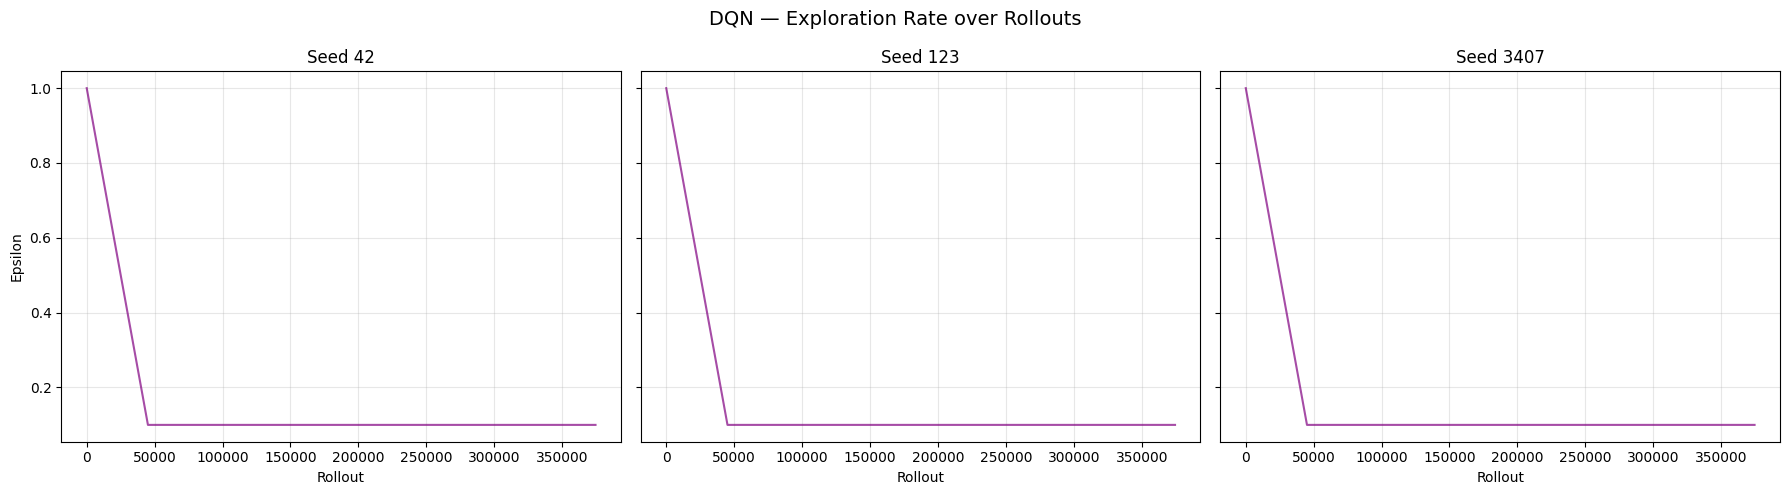 DQN — Exploration Rate over Rollouts
Seed 42
Seed 123
Seed 3407
Epsilon
1.0
0.8
0.6
0.4
0.2
0 50000 100000 150000 200000 250000 300000 350000
0 50000 100000 150000 200000 250000 300000 350000
0 50000 100000 150000 200000 250000 300000 350000
Rollout
Rollout
Rollout